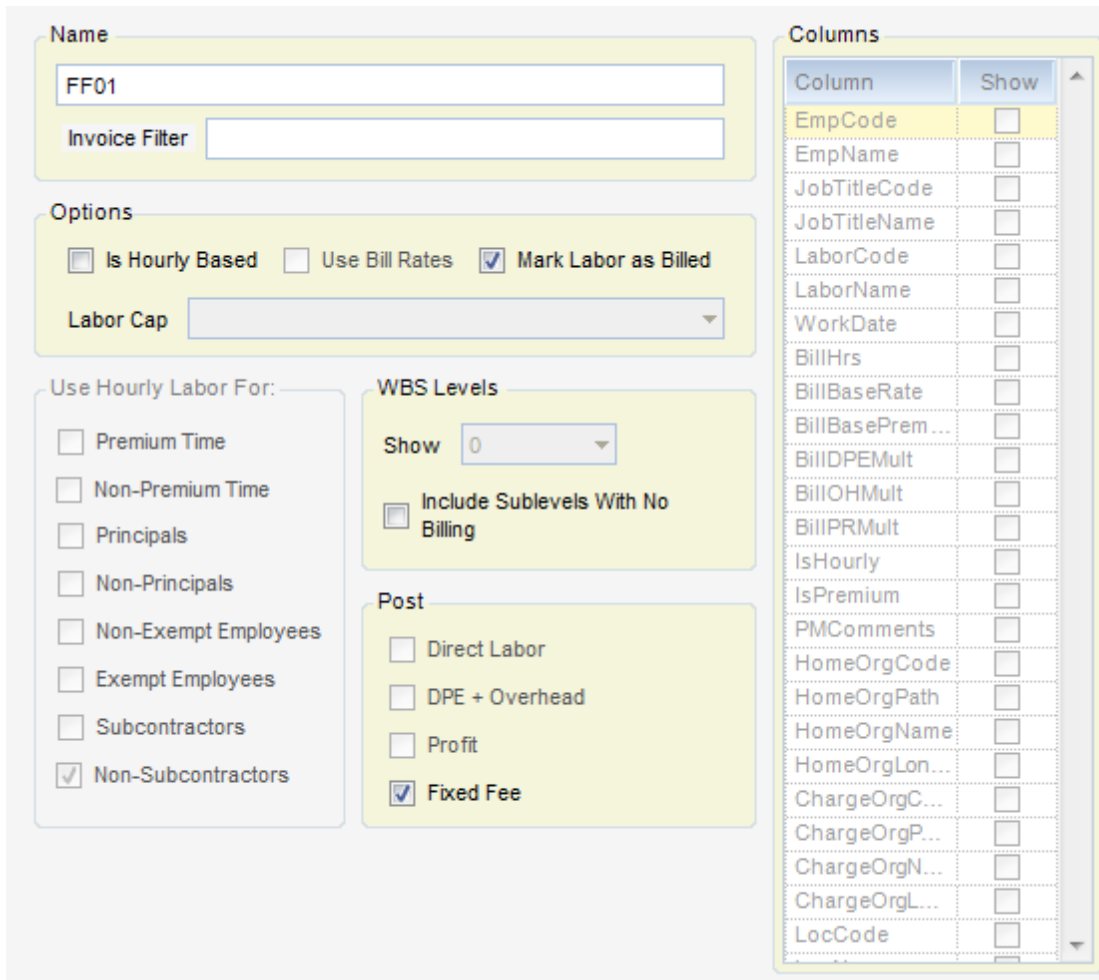 Name
FF01
Invoice Filter
Options
Is Hourly Based Use Bill Rates Mark Labor as Billed
Labor Cap
Use Hourly Labor For:
Premium Time
Non-Premium Time
Principals
Non-Principals
Non-Exempt Employees
Exempt Employees
Subcontractors
Non-Subcontractors
WBS Levels
Show 0
Include Sublevels With No
Billing
Post
Direct Labor
DPE + Overhead
Profit
Fixed Fee
Columns
Column Show
EmpCode
EmpName
JobTitleCode
JobTitleName
LaborCode
LaborName
WorkDate
BillHrs
BillBaseRate
BillBasePrem...
BillDPEMult
BillOHMult
BillPRMult
IsHourly
IsPremium
PMComments
HomeOrgCode
HomeOrgPath
HomeOrgName
HomeOrgLon...
ChargeOrgC...
ChargeOrgP...
ChargeOrgN...
ChargeOrgL...
LocCode